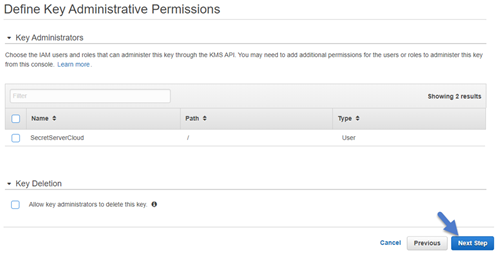 Define Key Administrative Permissions
Key Administrators
Choose the IAM users and roles that can administer this key through the KMS API. You may need to add additional permissions for the users or roles to administer this key
from this console. Learn more.
Filter
Showing 2 results
Name Path Type
SecretServerCloud / User
Key Deletion
Allow key administrators to delete this key.
Cancel Previous Next Step